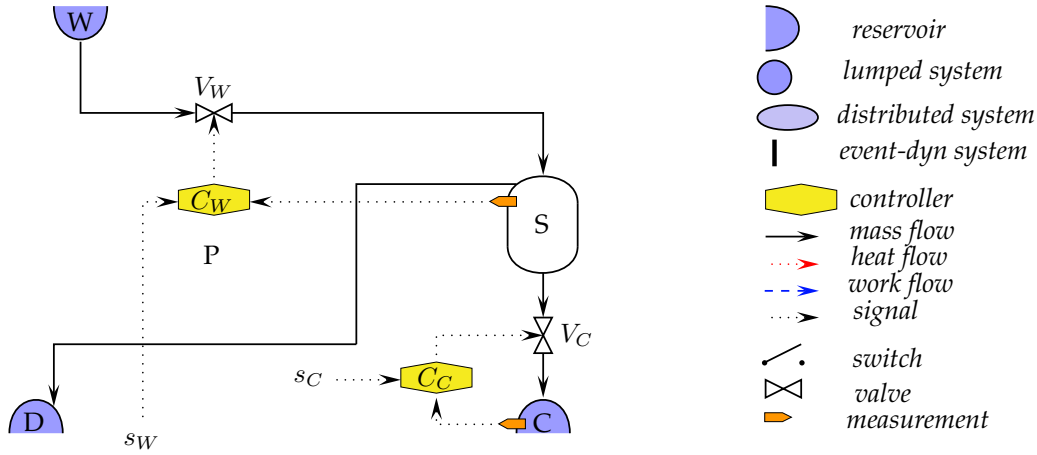 W
V_W
C_W
P
S
V_C
s_C
C_C
D
C
s_W
reservoir
lumped system
distributed system
event-dyn system
controller
mass flow
heat flow
work flow
signal
switch
valve
measurement